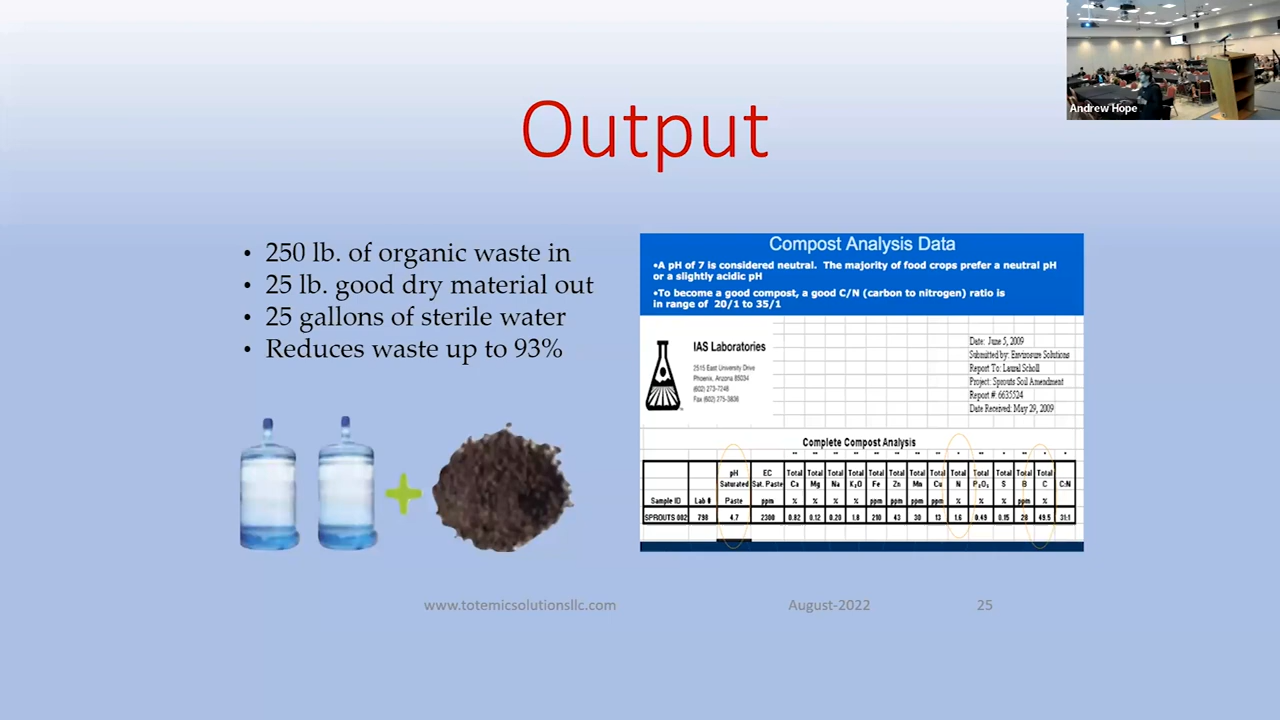 Andrew Hope
Output
• 250 lb. of organic waste in
• 25 lb. good dry material out
• 25 gallons of sterile water
• Reduces waste up to 93%
Compost Analysis Data
•A pH of 7 is considered neutral. The majority of food crops prefer a neutral pH
or a slightly acidic pH
•To become a good compost, a good C/N (carbon to nitrogen) ratio is
in range of 20/1 to 35/1
IAS Laboratories
2515 East University Drive
Phoenix, Arizona 85034
(602) 273-7248
Fax (602) 275-3836
Date: June 5, 2009
Submitted by: Envirosure Solutions
Report To: Laural Scholl
Project: Sprouts Soil Amendment
Report #: 6635524
Date Received: May 29, 2009
Complete Compost Analysis
** ** ** ** ** ** ** ** * ** * ** * *
pH EC Total Total Total Total Total Total Total Total Total Total Total Total Total
Saturated Sat. Paste Ca Mg Na K₂O Fe Zn Mn Cu N P₂O₅ S B C C:N
Sample ID Lab # Paste ppm % % % % ppm ppm ppm ppm % % % ppm %
SPROUTS 002 798 4.7 2300 0.82 0.12 0.20 1.8 210 43 30 13 1.6 0.49 0.15 28 49.5 31:1
www.totemicsolutionsllc.com August-2022 25